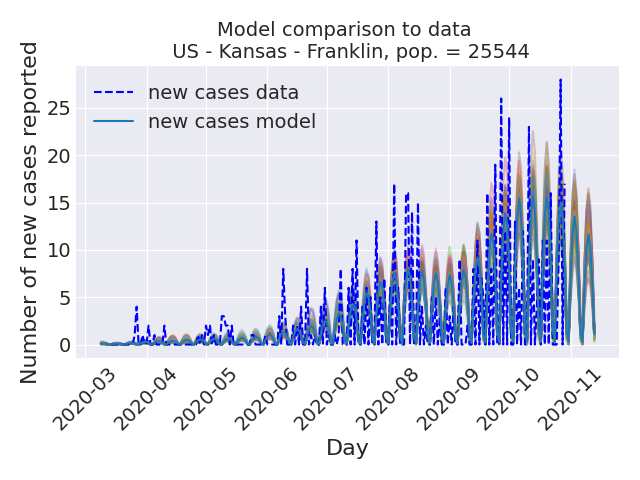 Model comparison to data
US - Kansas - Franklin, pop. = 25544
Number of new cases reported
new cases data
new cases model
25
20
15
10
5
0
2020-03
2020-04
2020-05
2020-06
2020-07
2020-08
2020-09
2020-10
2020-11
Day